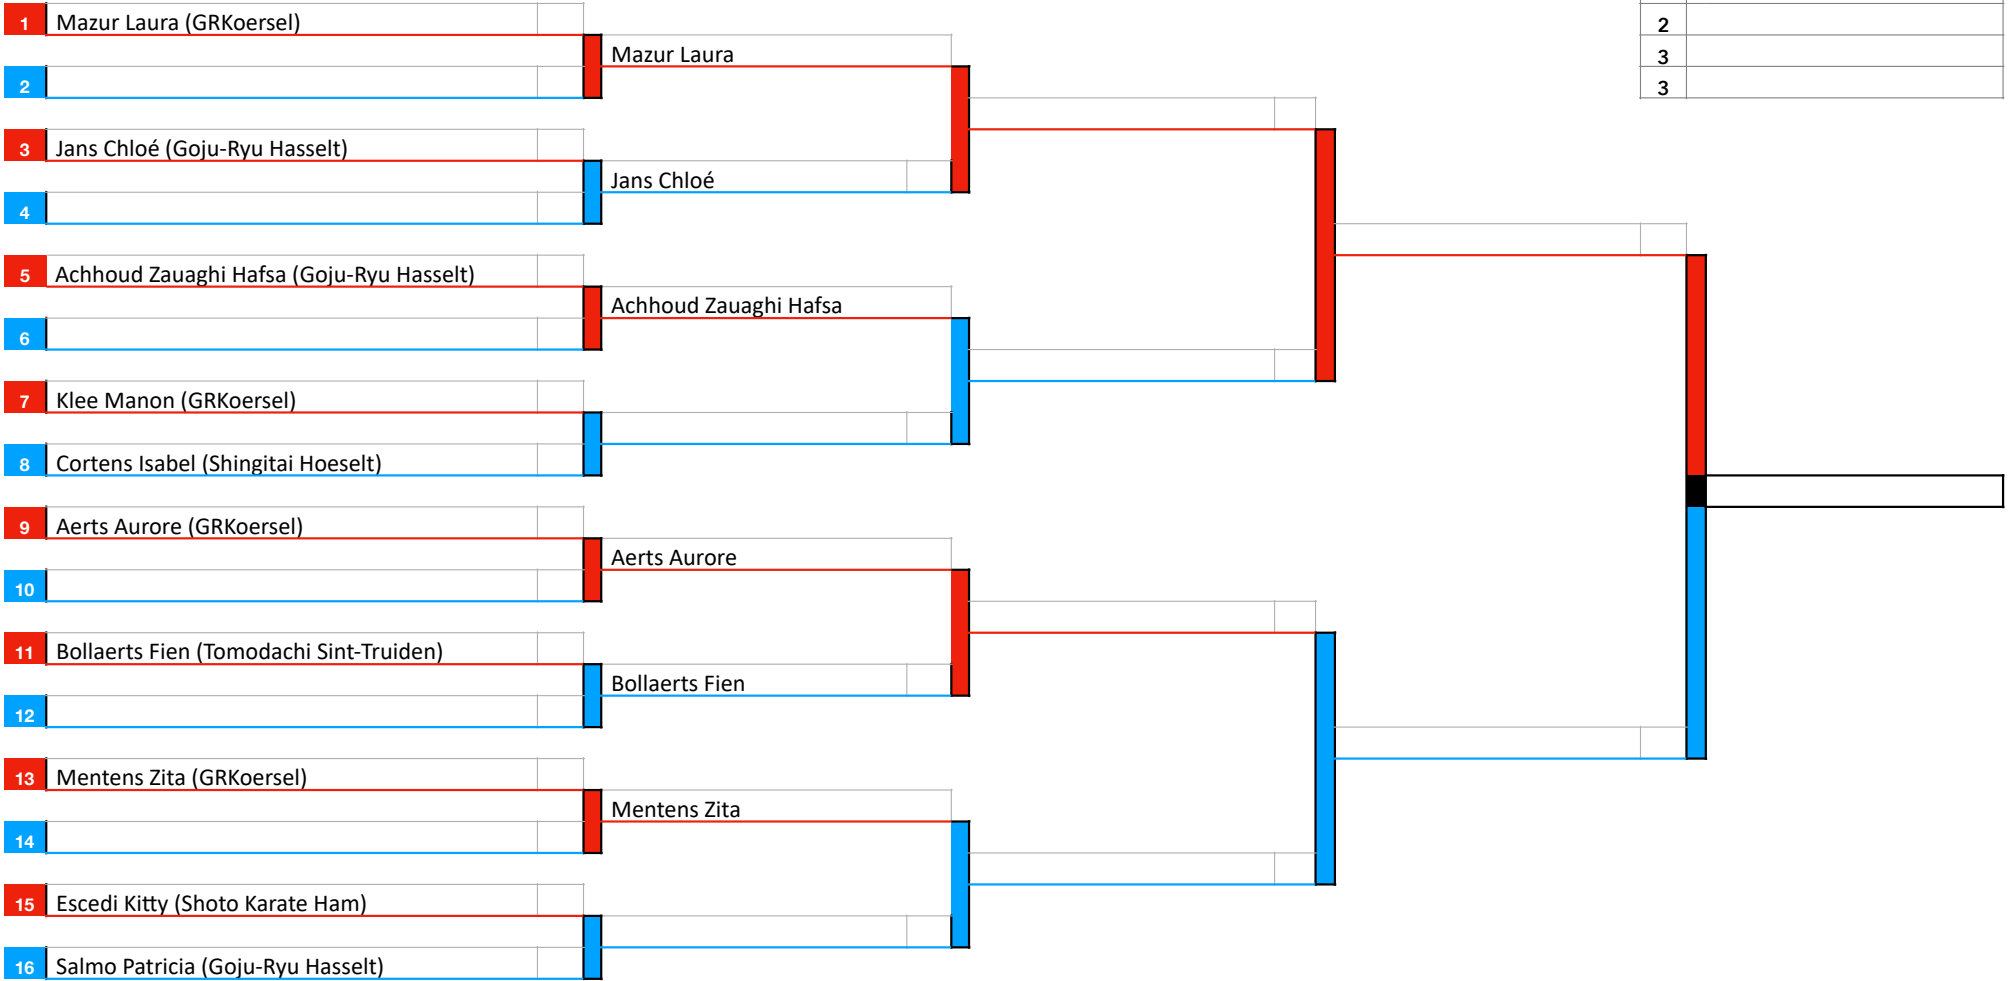 1 Mazur Laura (GRKoersel)
2
3 Jans Chloé (Goju-Ryu Hasselt)
4
5 Achhoud Zauaghi Hafsa (Goju-Ryu Hasselt)
6
7 Klee Manon (GRKoersel)
8 Cortens Isabel (Shingitai Hoeselt)
9 Aerts Aurore (GRKoersel)
10
11 Bollaerts Fien (Tomodachi Sint-Truiden)
12
13 Mentens Zita (GRKoersel)
14
15 Escedi Kitty (Shoto Karate Ham)
16 Salmo Patricia (Goju-Ryu Hasselt)
Mazur Laura
Jans Chloé
Achhoud Zauaghi Hafsa
Aerts Aurore
Bollaerts Fien
Mentens Zita
2
3
3